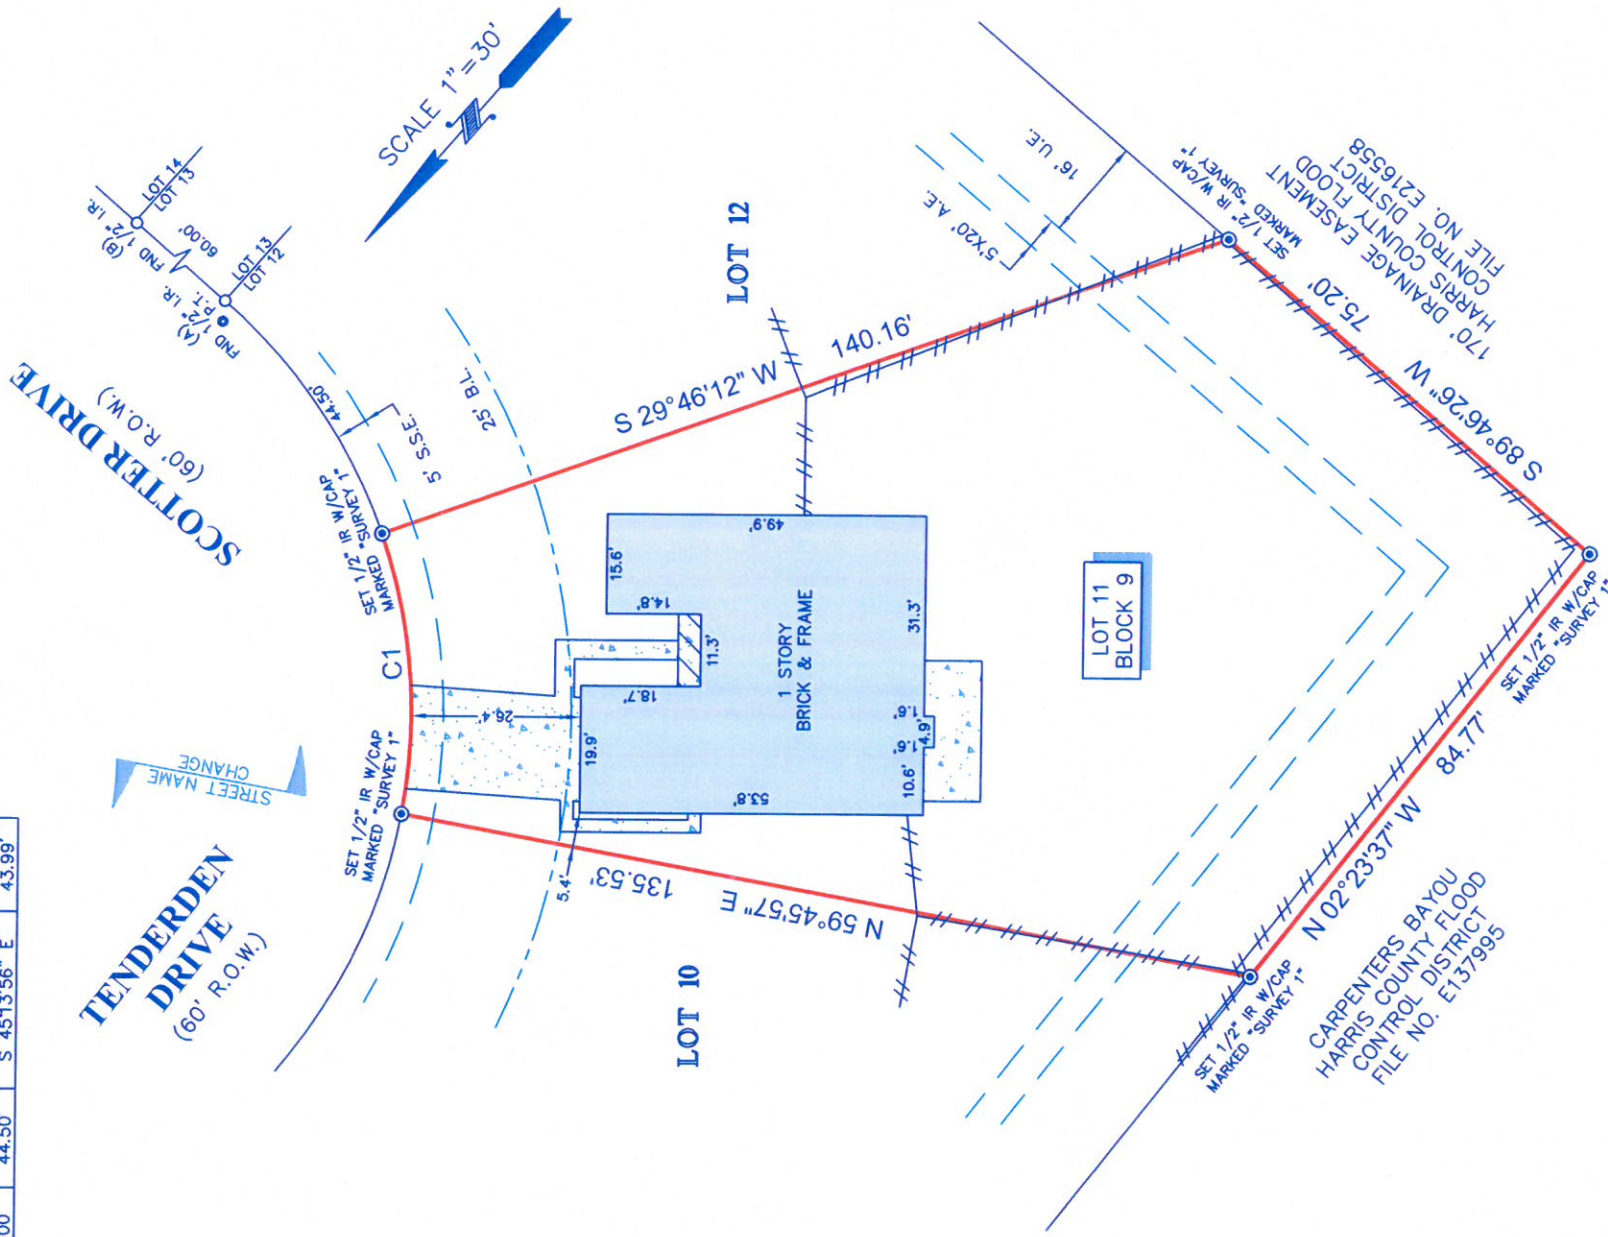 SCALE 1"=30'
(B)
FND 1/2" I.R.
60.00'
LOT 14
LOT 13
(A)
FND 1/2" I.R.
P.T.
LOT 13
LOT 12
SCOTTER DRIVE
(60' R.O.W.)
44.50'
5' S.S.E.
25' B.L.
SET 1/2" IR W/CAP
MARKED "SURVEY 1"
C1
STREET NAME
CHANGE
TENDERDEN
DRIVE
(60' R.O.W.)
SET 1/2" IR W/CAP
MARKED "SURVEY 1"
LOT 12
S 29°46'12" W
140.16'
5'X20' A.E.
16' U.E.
SET 1/2" IR W/CAP
MARKED "SURVEY 1"
170' DRAINAGE EASEMENT
HARRIS COUNTY FLOOD
CONTROL DISTRICT
FILE NO. E216558
75.20'
S 89°46'26" W
15.6'
14.8'
49.9'
11.3'
18.7'
26.4'
19.9'
53.8'
5.4'
1 STORY
BRICK & FRAME
31.3'
1.6'
4.9'
1.6'
10.6'
LOT 11
BLOCK 9
LOT 10
N 59°45'57" E
135.53'
SET 1/2" IR W/CAP
MARKED "SURVEY 1"
N 02°23'37" W
84.77'
SET 1/2" IR W/CAP
MARKED "SURVEY 1"
CARPENTERS BAYOU
HARRIS COUNTY FLOOD
CONTROL DISTRICT
FILE NO. E137995
00 44.50' S 45°13'56" E 43.99'